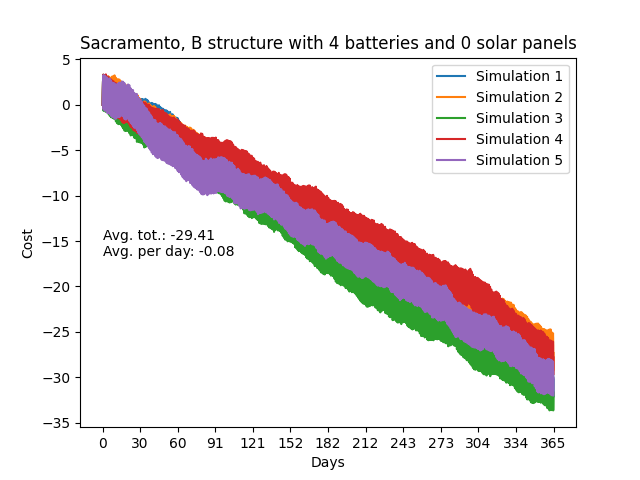 Sacramento, B structure with 4 batteries and 0 solar panels
5
0
−5
−10
−15
−20
−25
−30
−35
Cost
Simulation 1
Simulation 2
Simulation 3
Simulation 4
Simulation 5
Avg. tot.: -29.41
Avg. per day: -0.08
0 30 60 91 121 152 182 212 243 273 304 334 365
Days